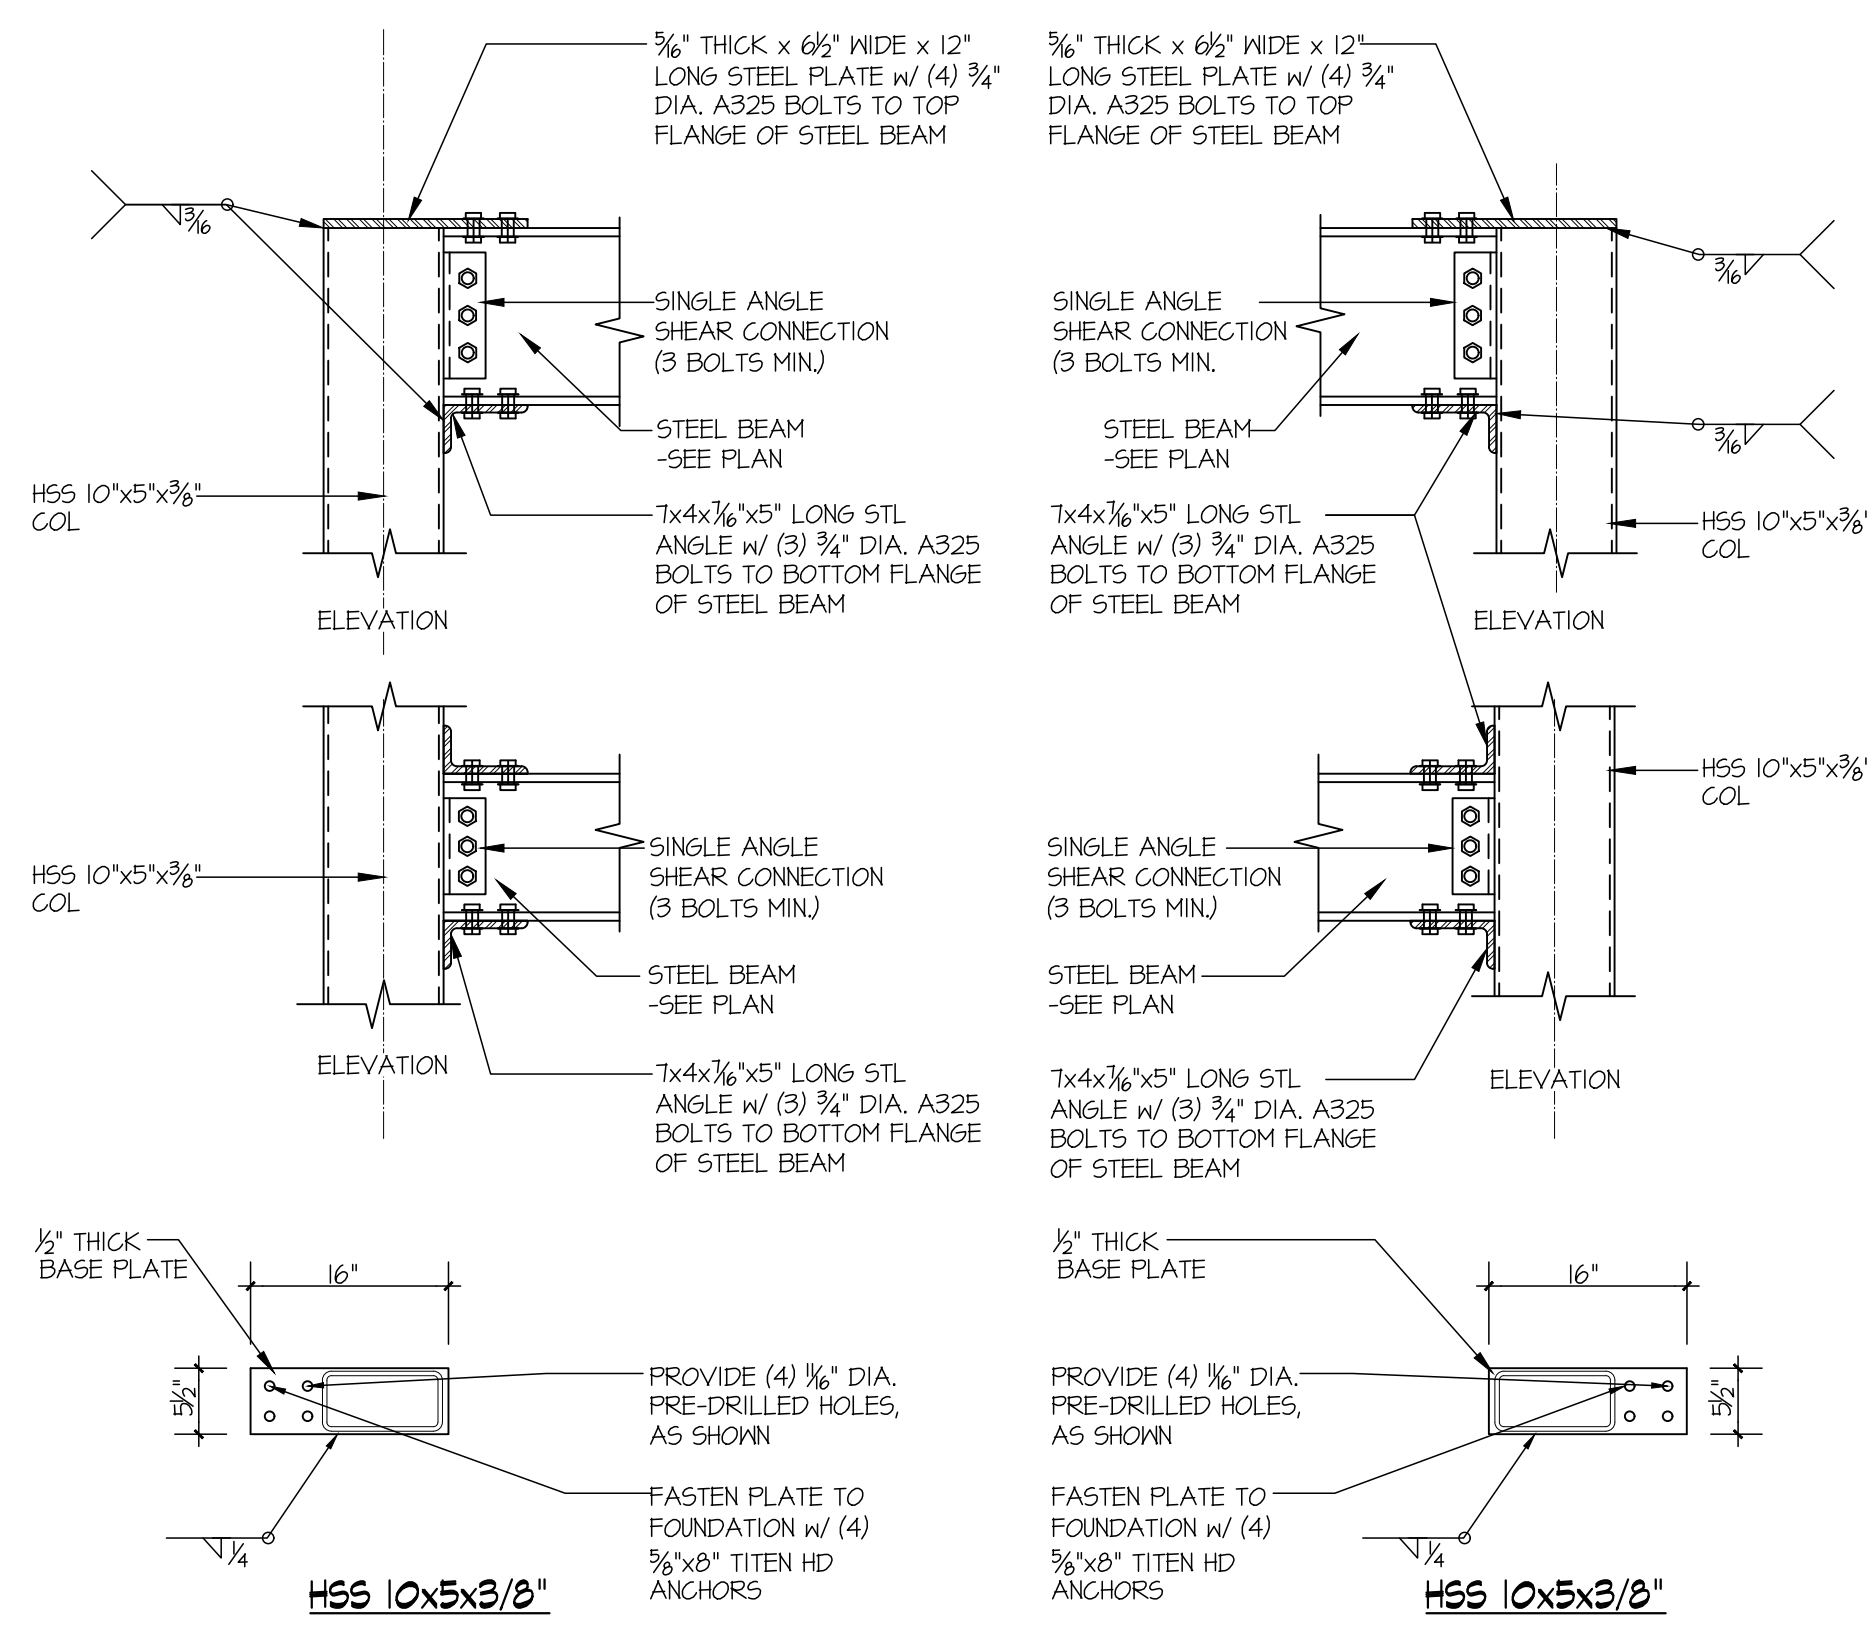 5/16" THICK x 6½" WIDE x 12"
LONG STEEL PLATE w/ (4) ¾"
DIA. A325 BOLTS TO TOP
FLANGE OF STEEL BEAM
3/16
SINGLE ANGLE
SHEAR CONNECTION
(3 BOLTS MIN.)
STEEL BEAM
-SEE PLAN
HSS 10"x5"x⅜"
COL
7x4x7/16"x5" LONG STL
ANGLE w/ (3) ¾" DIA. A325
BOLTS TO BOTTOM FLANGE
OF STEEL BEAM
ELEVATION
5/16" THICK x 6½" WIDE x 12"
LONG STEEL PLATE w/ (4) ¾"
DIA. A325 BOLTS TO TOP
FLANGE OF STEEL BEAM
3/16
SINGLE ANGLE
SHEAR CONNECTION
(3 BOLTS MIN.
STEEL BEAM
-SEE PLAN
3/16
7x4x7/16"x5" LONG STL
ANGLE w/ (3) ¾" DIA. A325
BOLTS TO BOTTOM FLANGE
OF STEEL BEAM
HSS 10"x5"x⅜"
COL
ELEVATION
HSS 10"x5"x⅜"
COL
SINGLE ANGLE
SHEAR CONNECTION
(3 BOLTS MIN.)
STEEL BEAM
-SEE PLAN
ELEVATION
7x4x7/16"x5" LONG STL
ANGLE w/ (3) ¾" DIA. A325
BOLTS TO BOTTOM FLANGE
OF STEEL BEAM
HSS 10"x5"x⅜"
COL
SINGLE ANGLE
SHEAR CONNECTION
(3 BOLTS MIN.)
STEEL BEAM
-SEE PLAN
7x4x7/16"x5" LONG STL
ANGLE w/ (3) ¾" DIA. A325
BOLTS TO BOTTOM FLANGE
OF STEEL BEAM
ELEVATION
½" THICK
BASE PLATE
16"
5½"
PROVIDE (4) 11/16" DIA.
PRE-DRILLED HOLES,
AS SHOWN
FASTEN PLATE TO
FOUNDATION w/ (4)
⅝"x8" TITEN HD
ANCHORS
1/4
HSS 10x5x3/8"
½" THICK
BASE PLATE
16"
5½"
PROVIDE (4) 11/16" DIA.
PRE-DRILLED HOLES,
AS SHOWN
FASTEN PLATE TO
FOUNDATION w/ (4)
⅝"x8" TITEN HD
ANCHORS
1/4
HSS 10x5x3/8"